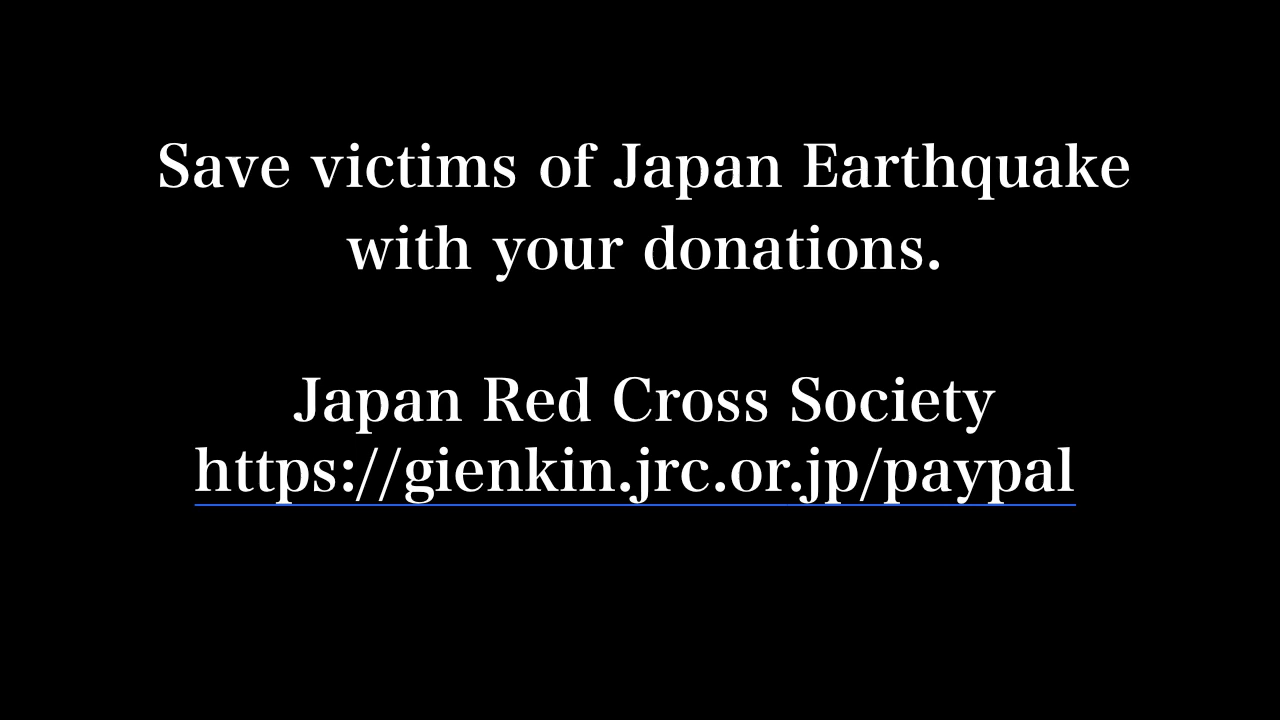 Save victims of Japan Earthquake
with your donations.
Japan Red Cross Society
https://gienkin.jrc.or.jp/paypal